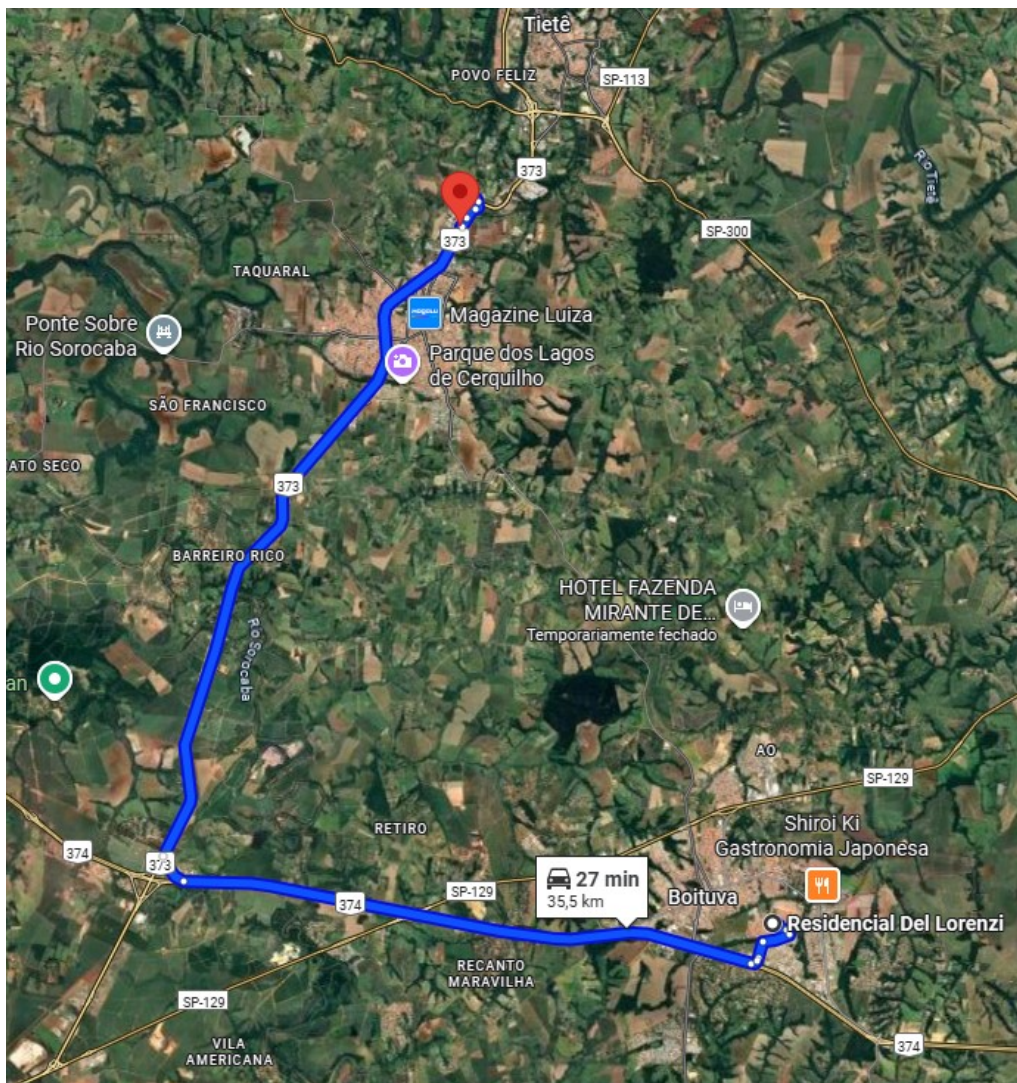 Tietê
POVO FELIZ
SP-113
373
Rio Tietê
SP-300
373
TAQUARAL
Magazine Luiza
Ponte Sobre
Rio Sorocaba
Parque dos Lagos
de Cerquilho
SÃO FRANCISCO
ATO SECO
373
BARREIRO RICO
HOTEL FAZENDA
MIRANTE DE...
Temporariamente fechado
Rio Sorocaba
an
AO
SP-129
RETIRO
Shiroi Ki
Gastronomia Japonesa
374
373
27 min
35,5 km
SP-129
374
Boituva
Residencial Del Lorenzi
RECANTO
MARAVILHA
SP-129
VILA
AMERICANA
374